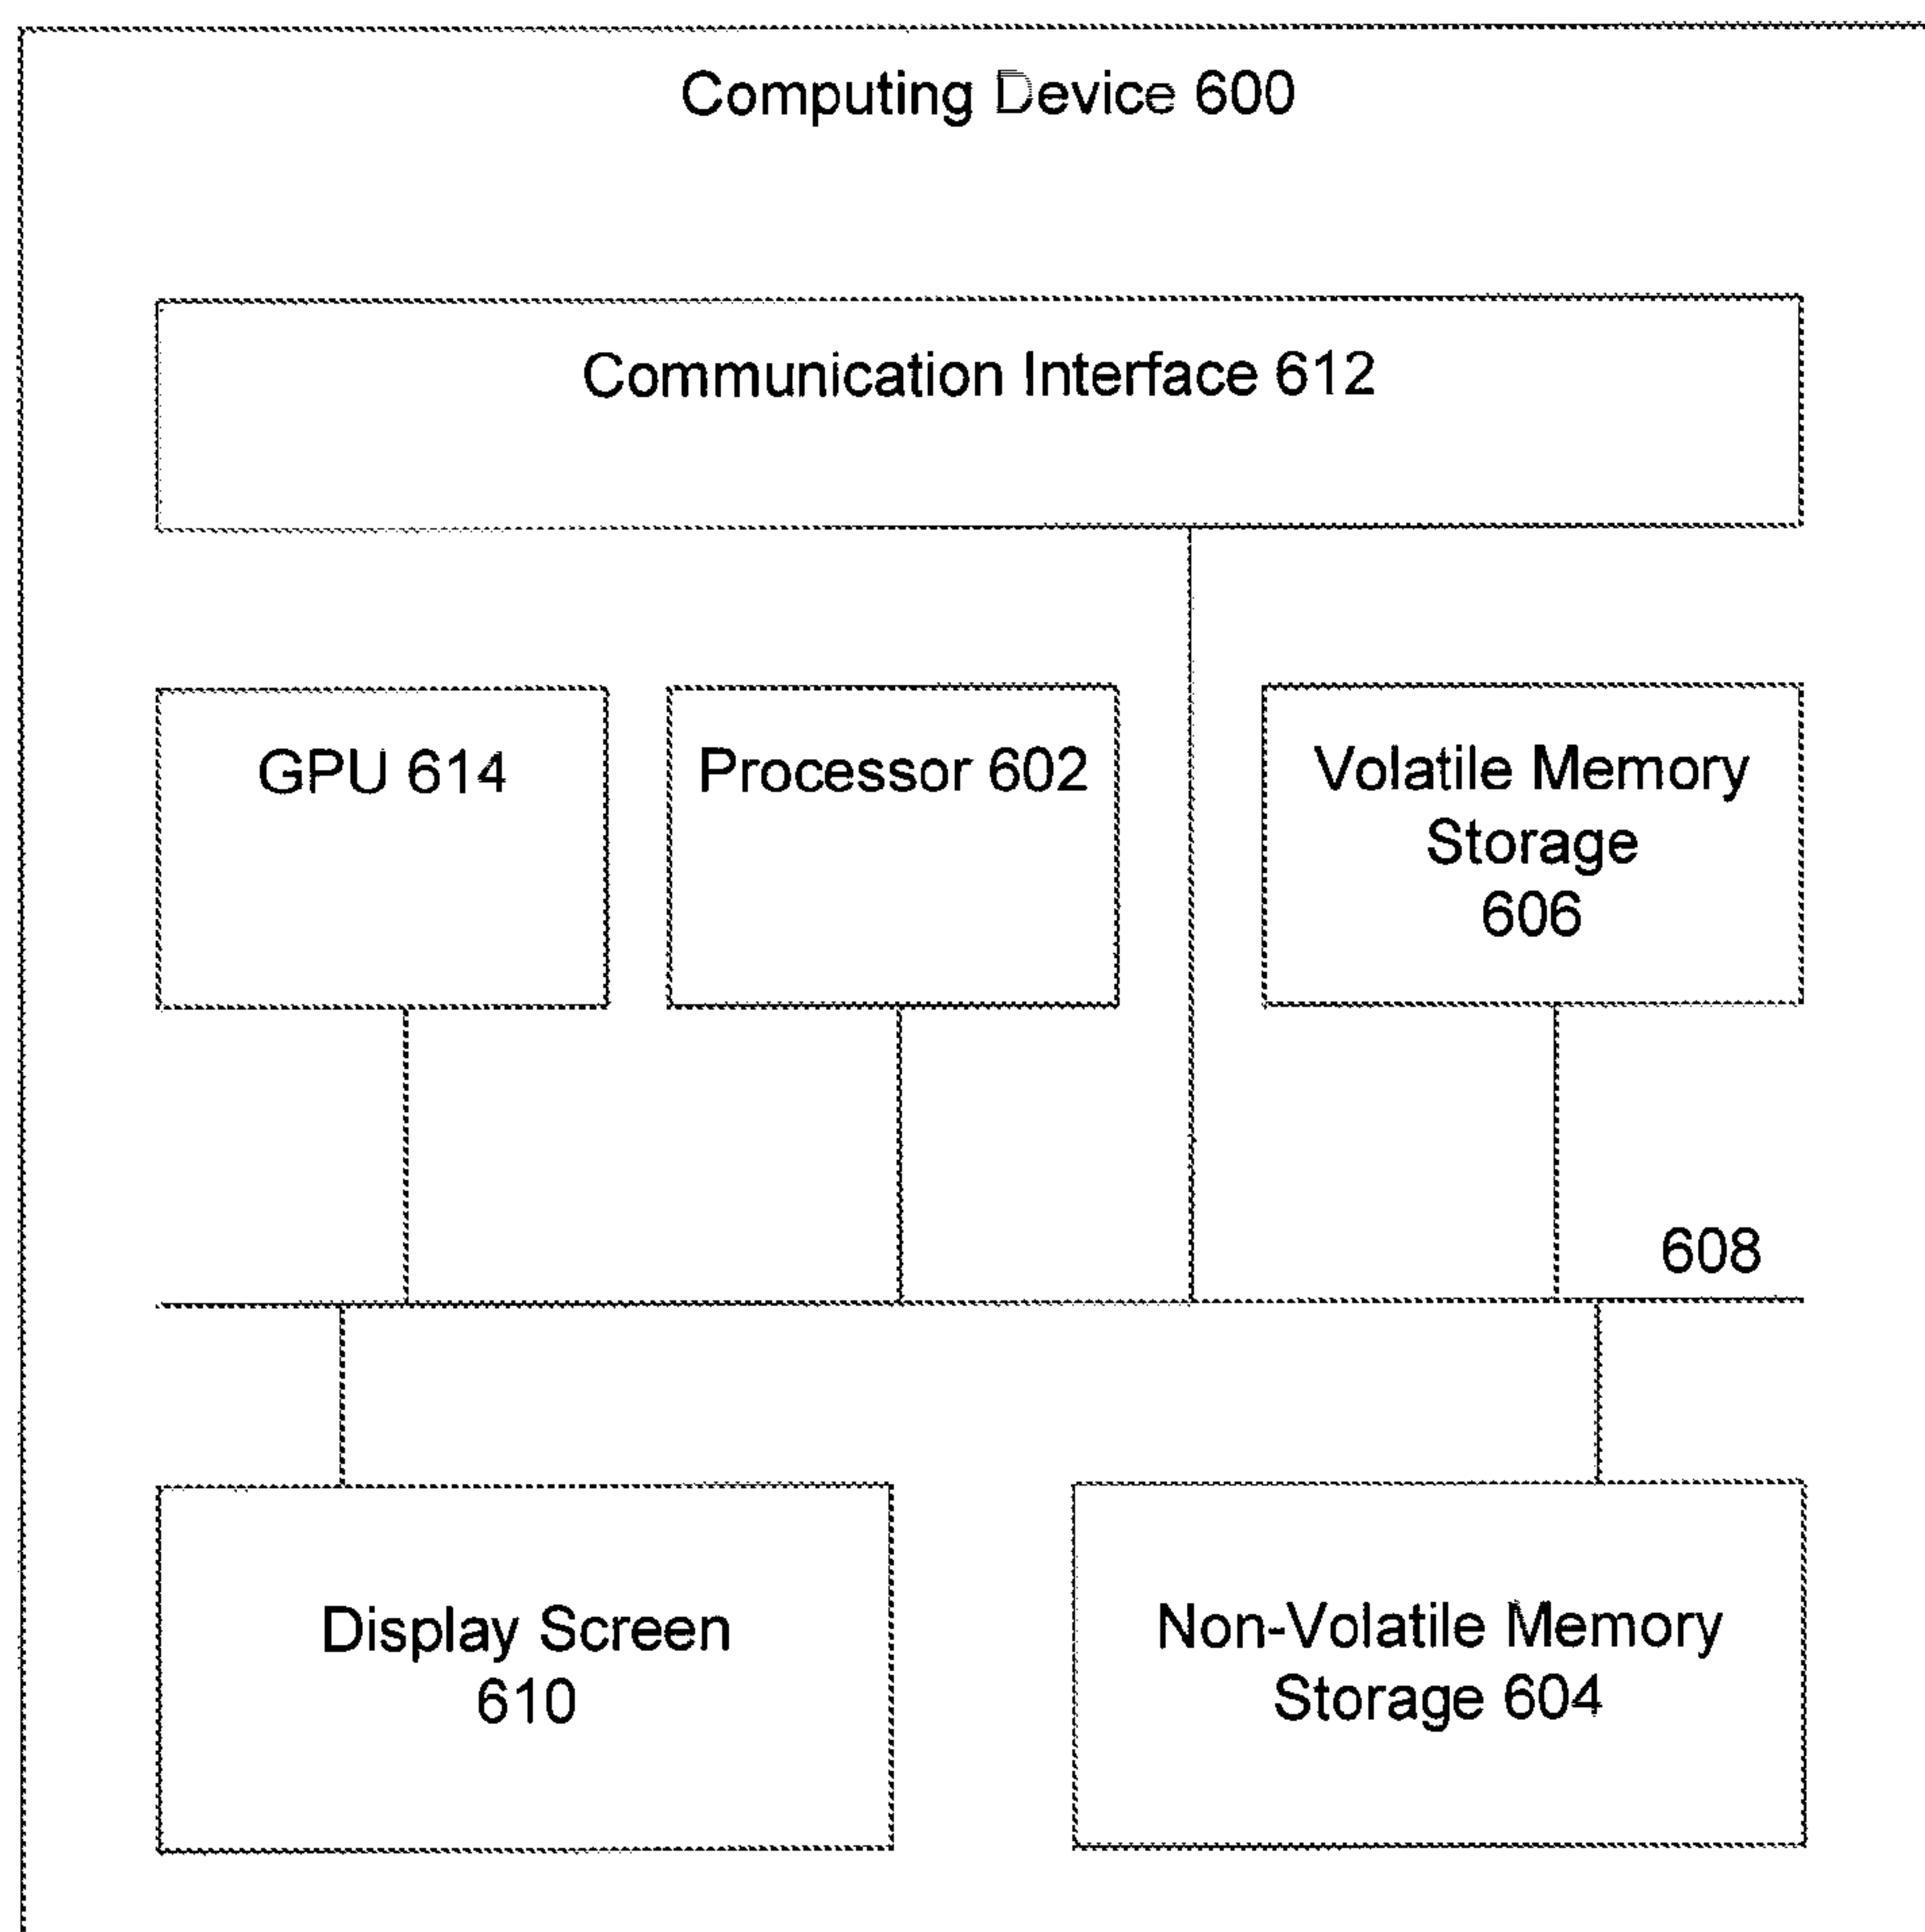 Computing Device 600
Communication Interface 612
GPU 614
Processor 602
Volatile Memory
Storage
606
608
Display Screen
610
Non-Volatile Memory
Storage 604